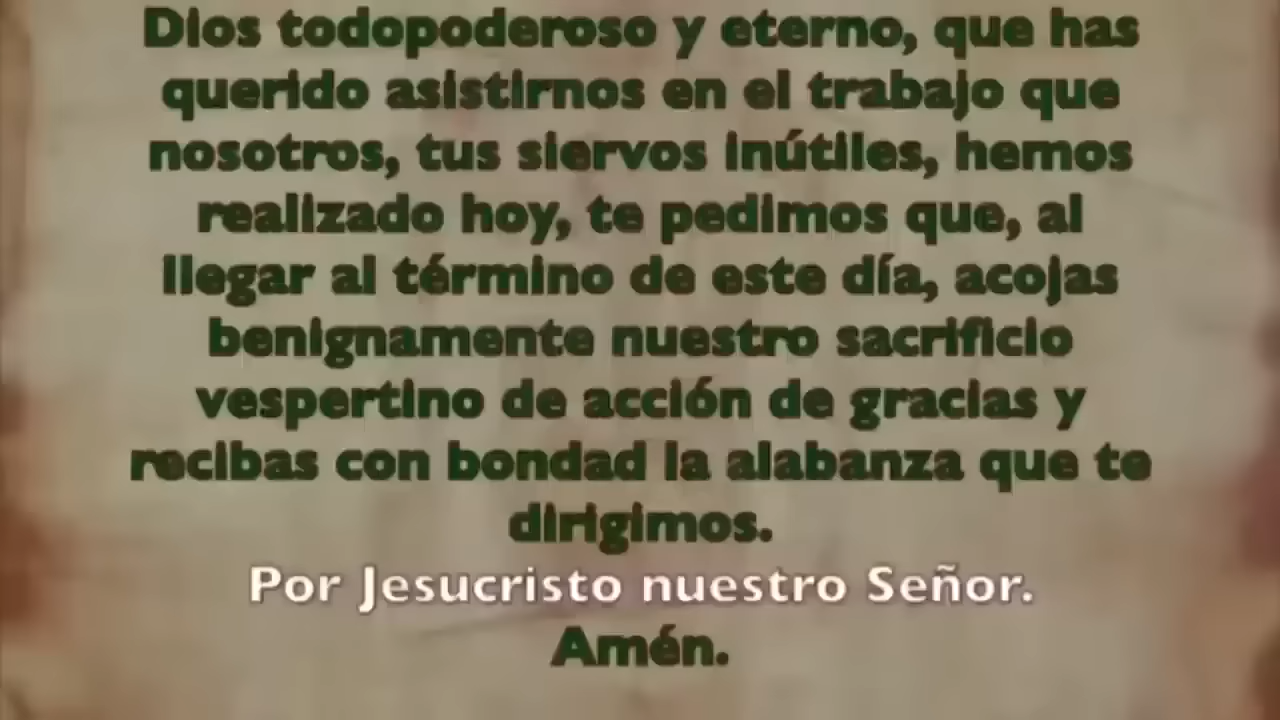 Dios todopoderoso y eterno, que has
querido asistirnos en el trabajo que
nosotros, tus siervos inútiles, hemos
realizado hoy, te pedimos que, al
llegar al término de este día, acojas
benignamente nuestro sacrificio
vespertino de acción de gracias y
recibas con bondad la alabanza que te
dirigimos.
Por Jesucristo nuestro Señor.
Amén.